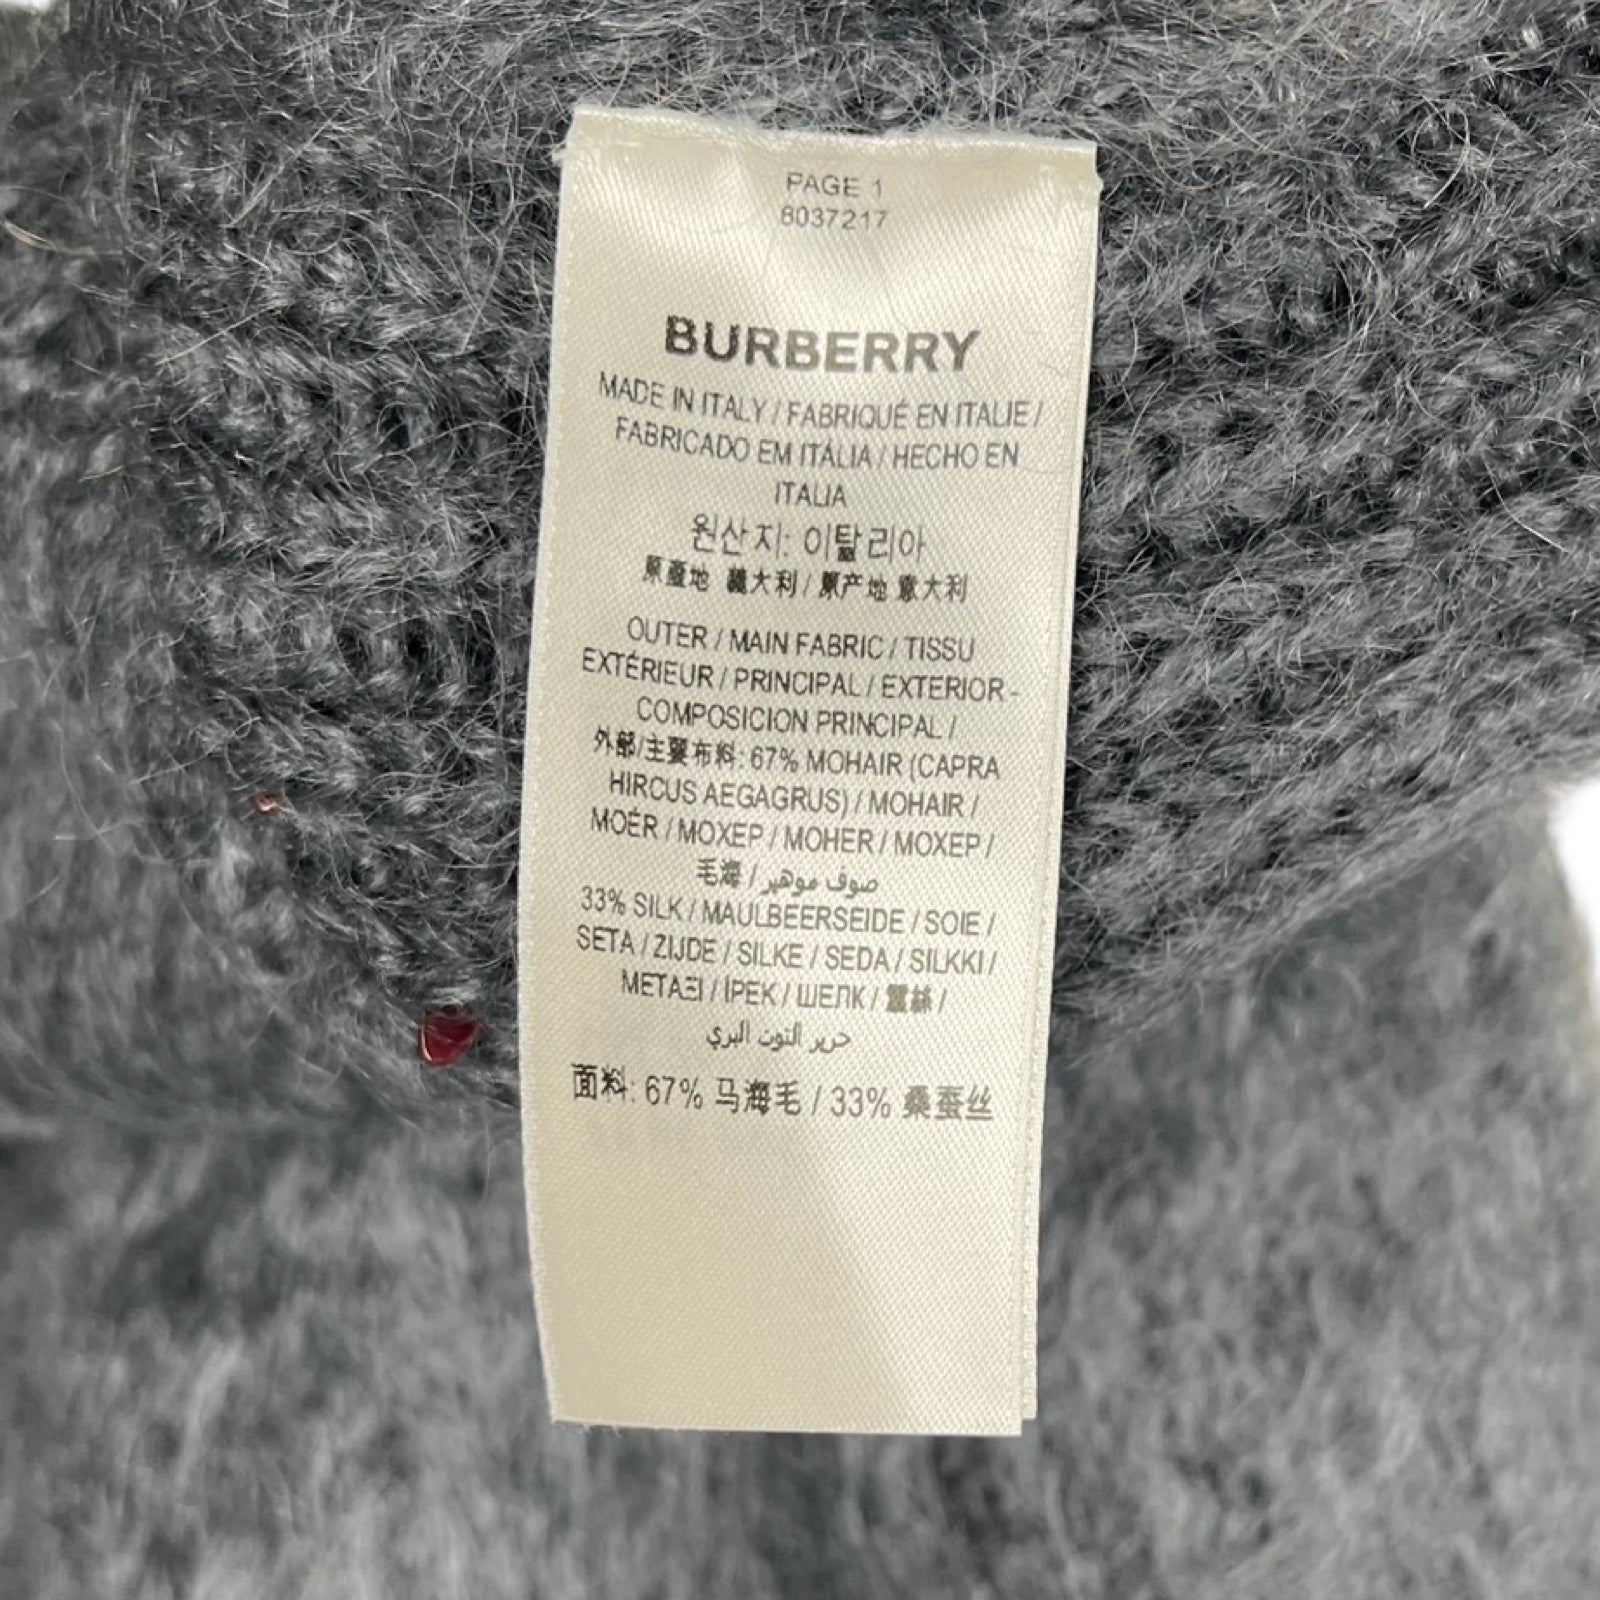 PAGE 1
8037217
BURBERRY
MADE IN ITALY / FABRIQUÉ EN ITALIE /
FABRICADO EM ITÁLIA / HECHO EN
ITALIA
원산지: 이탈리아
原產地 義大利 / 原产地 意大利
OUTER / MAIN FABRIC / TISSU
EXTÉRIEUR / PRINCIPAL / EXTERIOR -
COMPOSICION PRINCIPAL /
外部/主要布料: 67% MOHAIR (CAPRA
HIRCUS AEGAGRUS) / MOHAIR /
MOÉR / MOXEP / MOHER / MOXEP /
毛海 / صوف موهير
33% SILK / MAULBEERSEIDE / SOIE /
SETA / ZIJDE / SILKE / SEDA / SILKKI /
ΜΕΤΑΞΙ / İPEK / ШЕЛК / 蠶絲 /
حرير التوت البري
面料: 67% 马海毛 / 33% 桑蚕丝